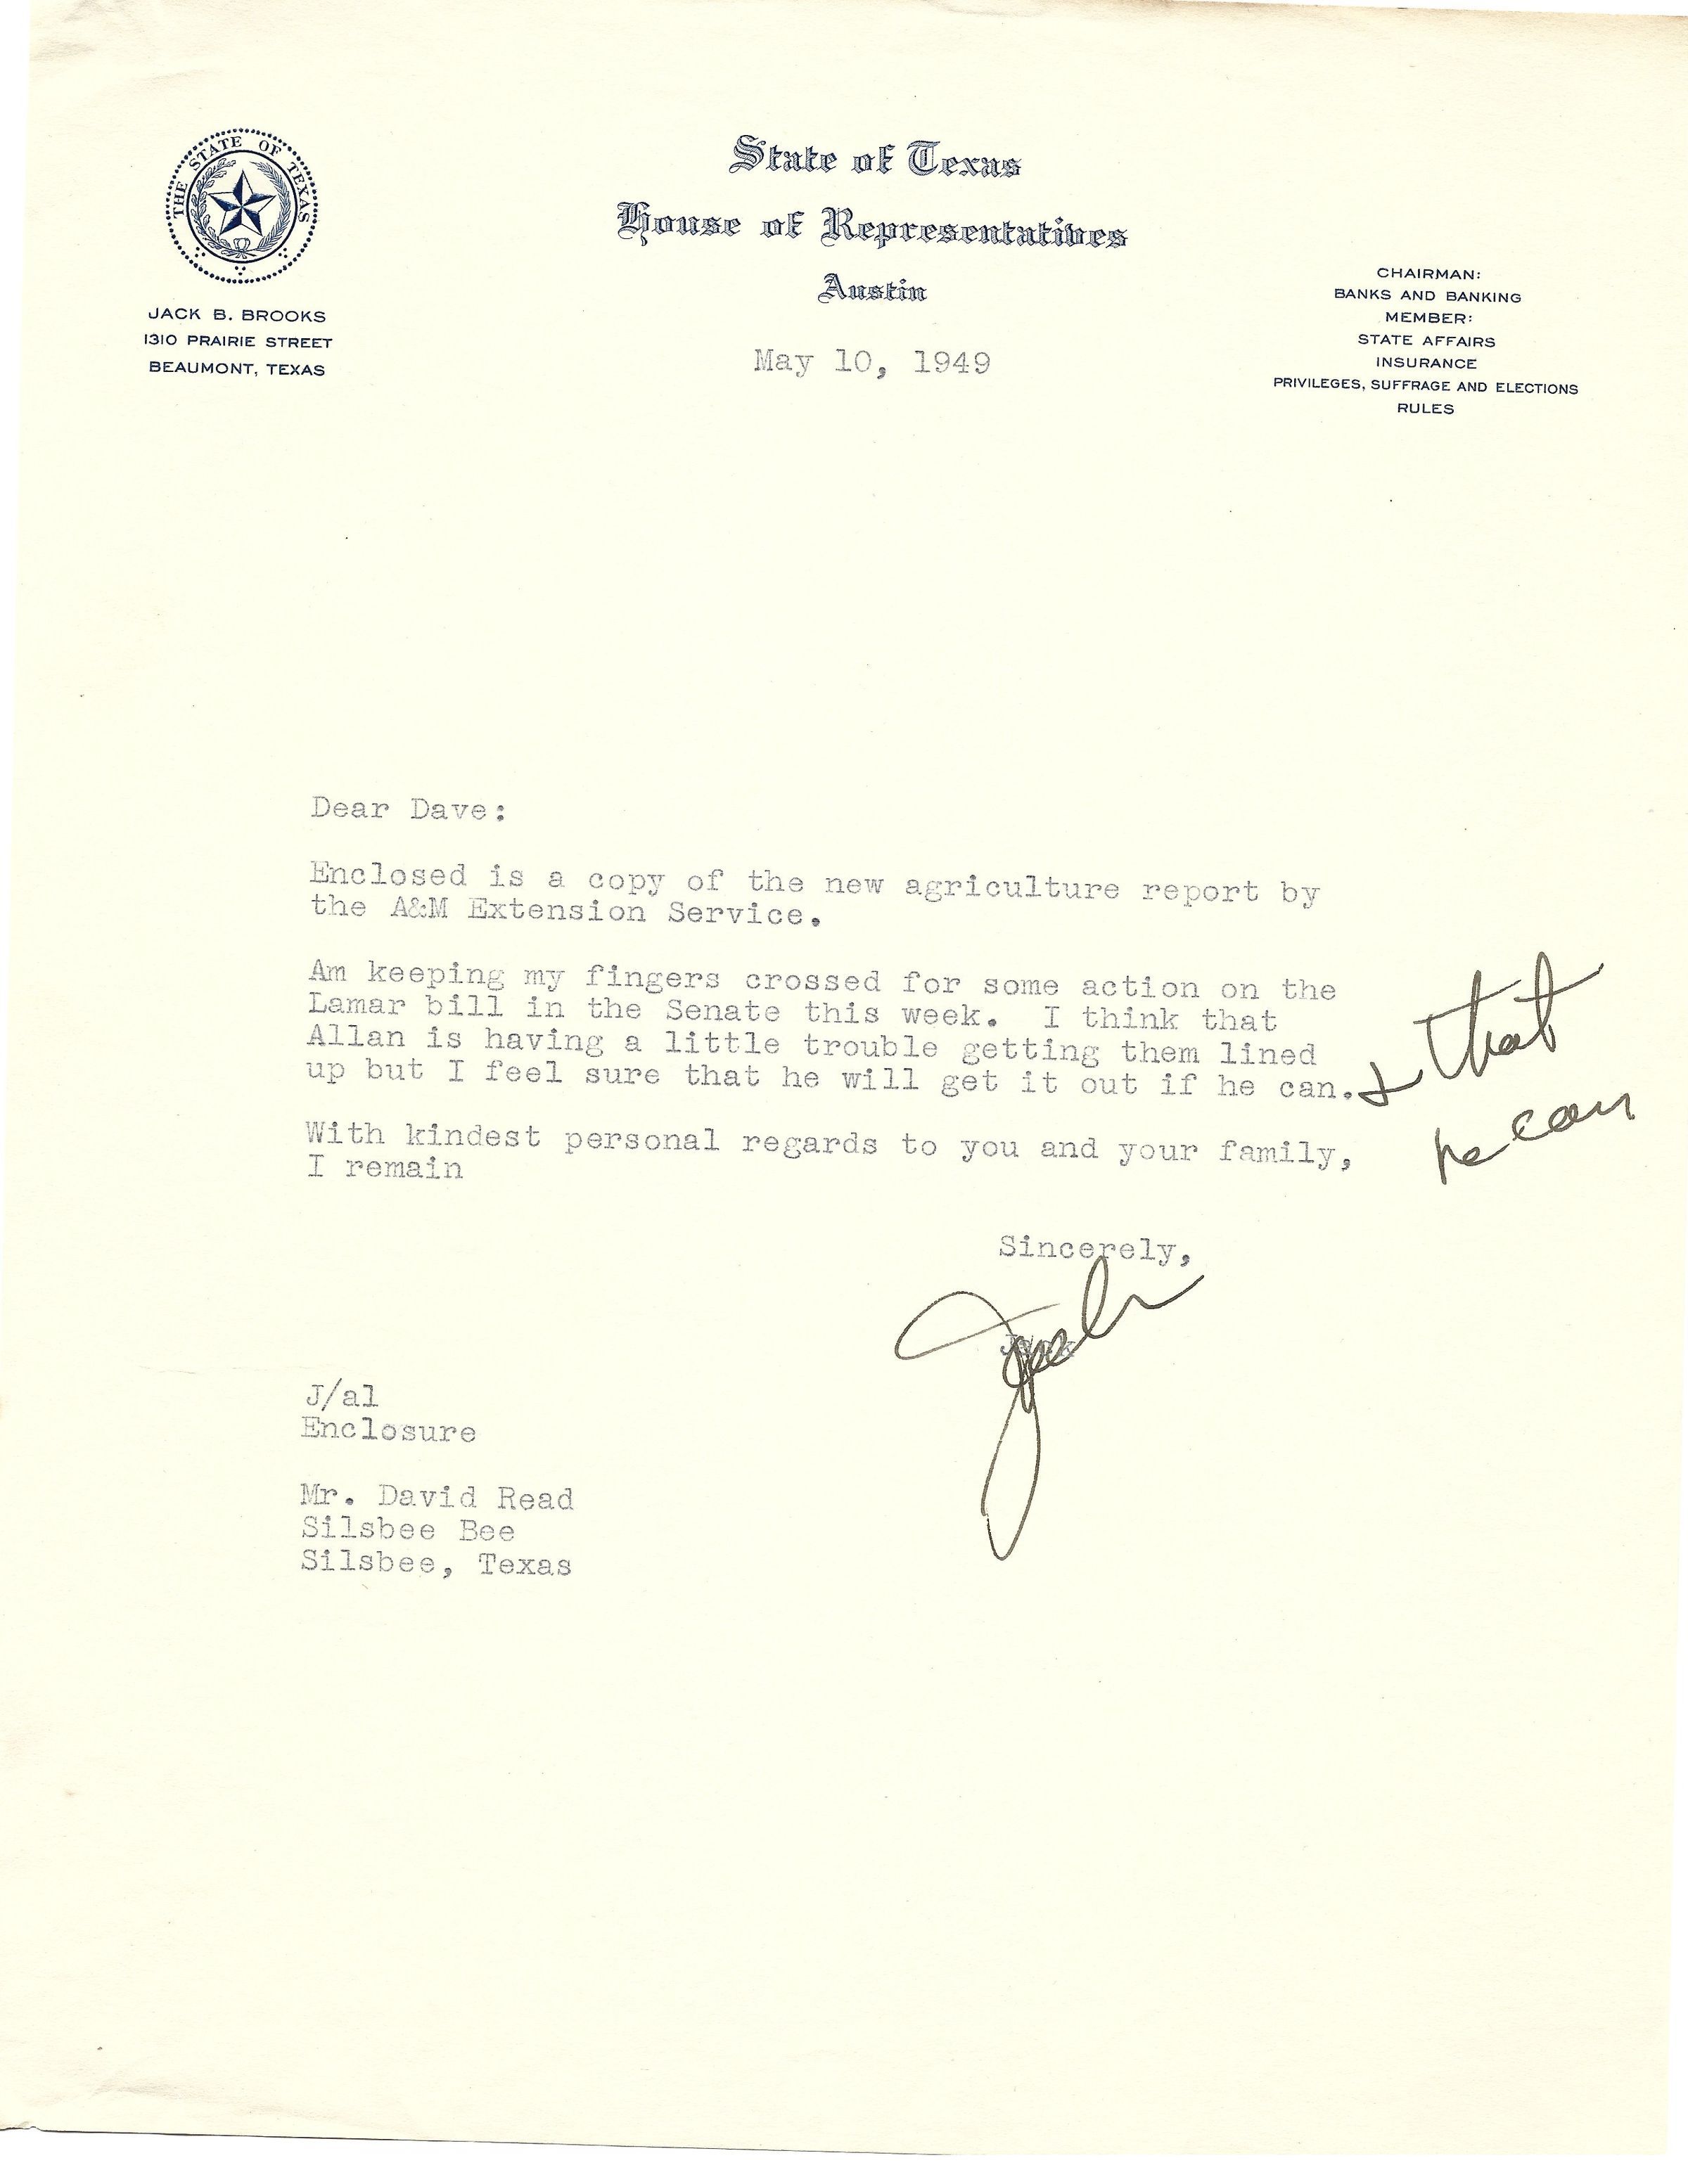 THE STATE OF TEXAS
State of Texas
House of Representatives
Austin
JACK B. BROOKS
1310 PRAIRIE STREET
BEAUMONT, TEXAS
CHAIRMAN:
BANKS AND BANKING
MEMBER:
STATE AFFAIRS
INSURANCE
PRIVILEGES, SUFFRAGE AND ELECTIONS
RULES
May 10, 1949
Dear Dave:
Enclosed is a copy of the new agriculture report by
the A&M Extension Service.
Am keeping my fingers crossed for some action on the
Lamar bill in the Senate this week. I think that
Allan is having a little trouble getting them lined
up but I feel sure that he will get it out if he can.
& that
he can
With kindest personal regards to you and your family,
I remain
Sincerely,
Jack
Jack
J/al
Enclosure
Mr. David Read
Silsbee Bee
Silsbee, Texas